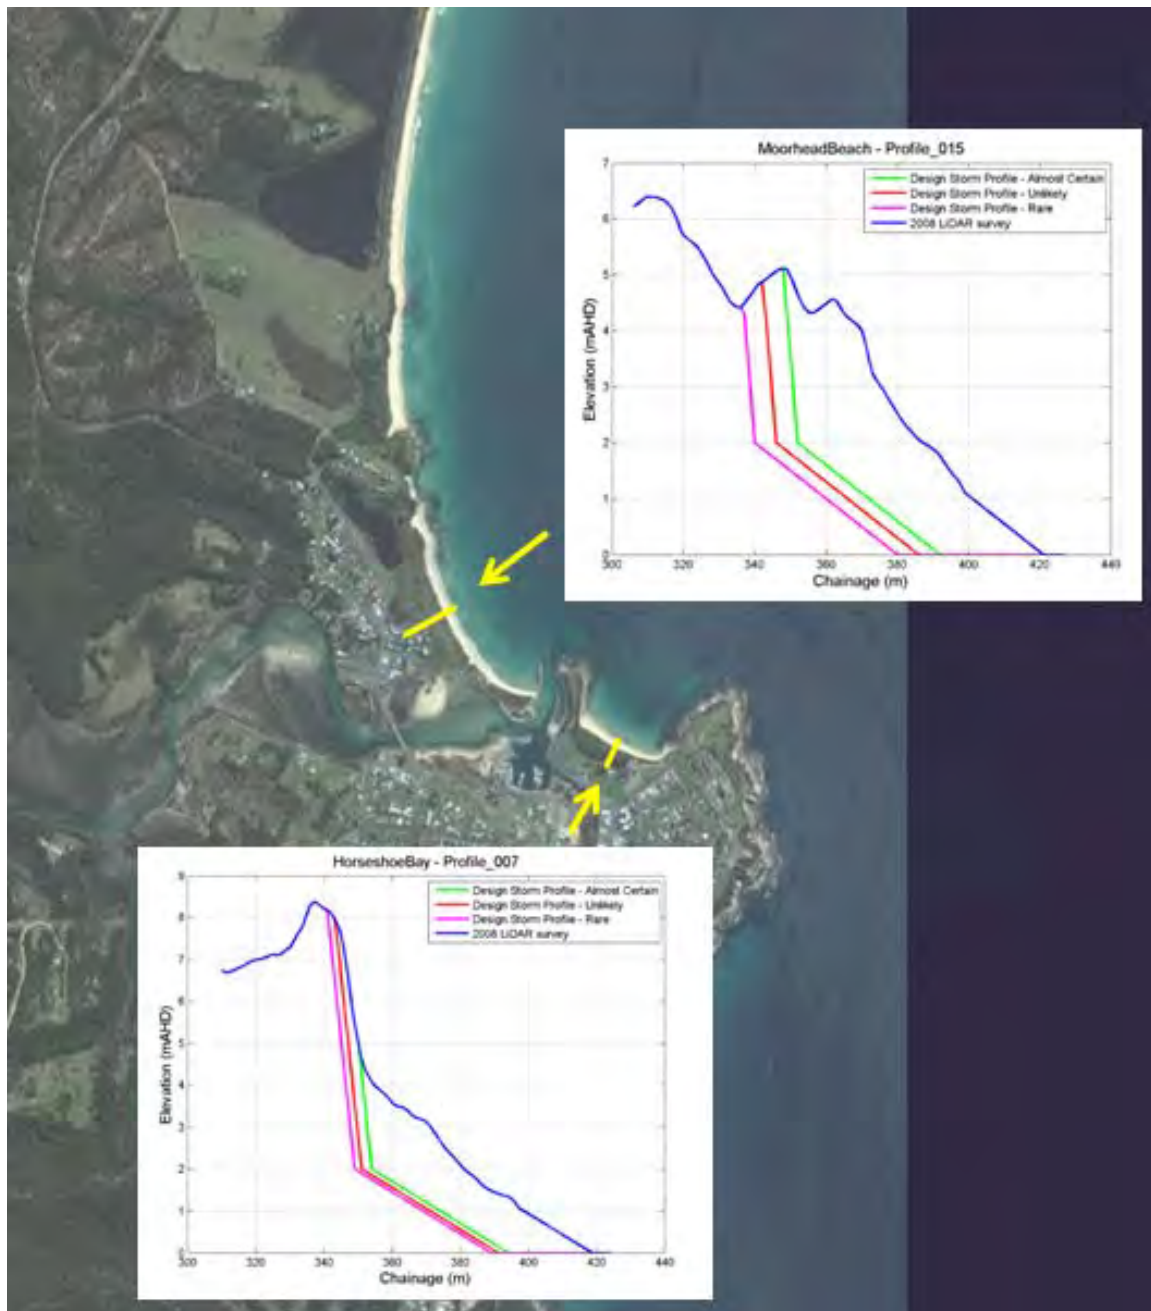 MoorheadBeach - Profile_015
7
6
5
4
3
2
1
0
Elevation (mAHD)
Design Storm Profile - Almost Certain
Design Storm Profile - Unlikely
Design Storm Profile - Rare
2008 LiDAR survey
300 320 340 360 380 400 420 440
Chainage (m)
HorseshoeBay - Profile_007
9
8
7
6
5
4
3
2
1
0
Elevation (mAHD)
Design Storm Profile - Almost Certain
Design Storm Profile - Unlikely
Design Storm Profile - Rare
2008 LiDAR survey
300 320 340 360 380 400 420 440
Chainage (m)